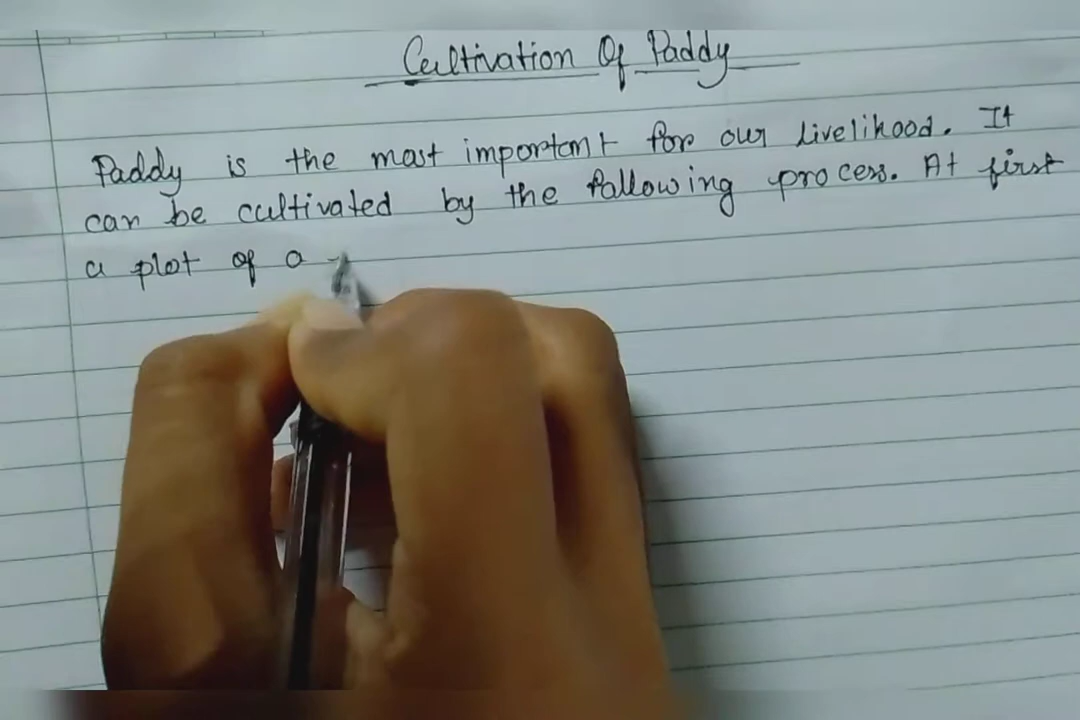 Cultivation Of Paddy
Paddy is the most important for our livelihood. It
can be cultivated by the following process. At first
a plot of a